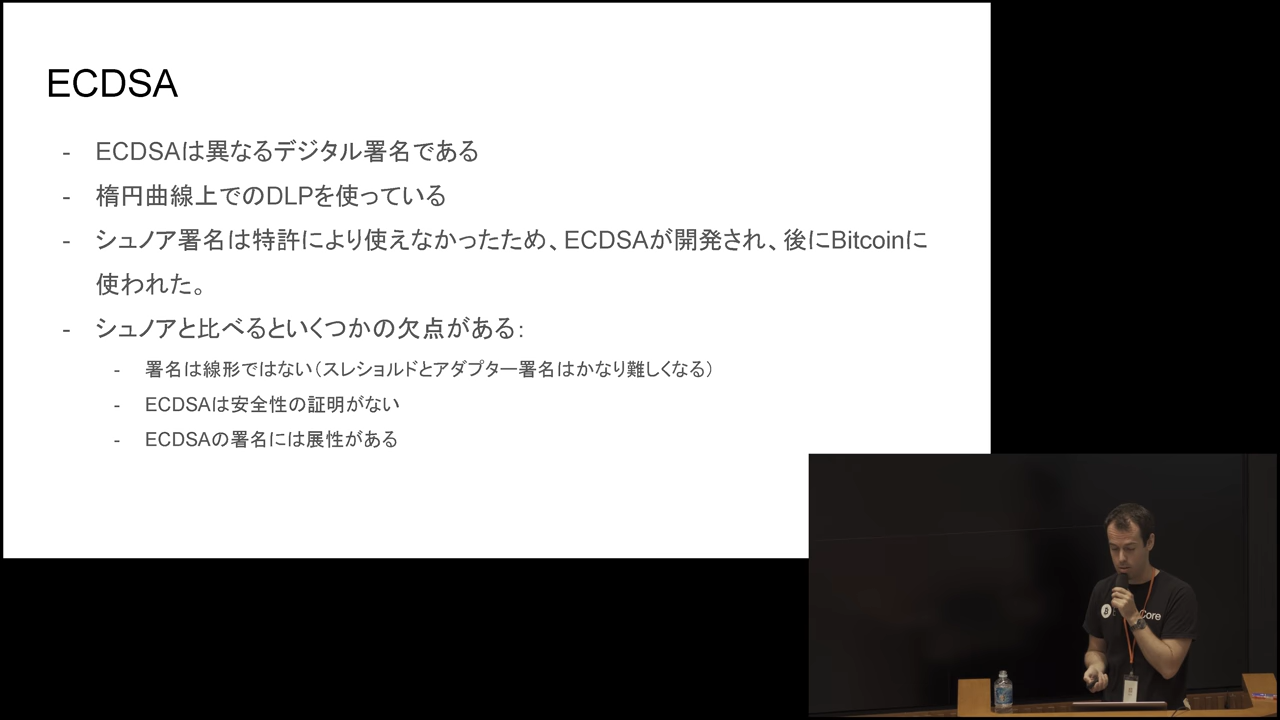 ECDSA
- ECDSAは異なるデジタル署名である
- 楕円曲線上でのDLPを使っている
- シュノア署名は特許により使えなかったため、ECDSAが開発され、後にBitcoinに
使われた。
- シュノアと比べるといくつかの欠点がある：
- 署名は線形ではない（スレショルドとアダプター署名はかなり難しくなる）
- ECDSAは安全性の証明がない
- ECDSAの署名には展性がある
Core